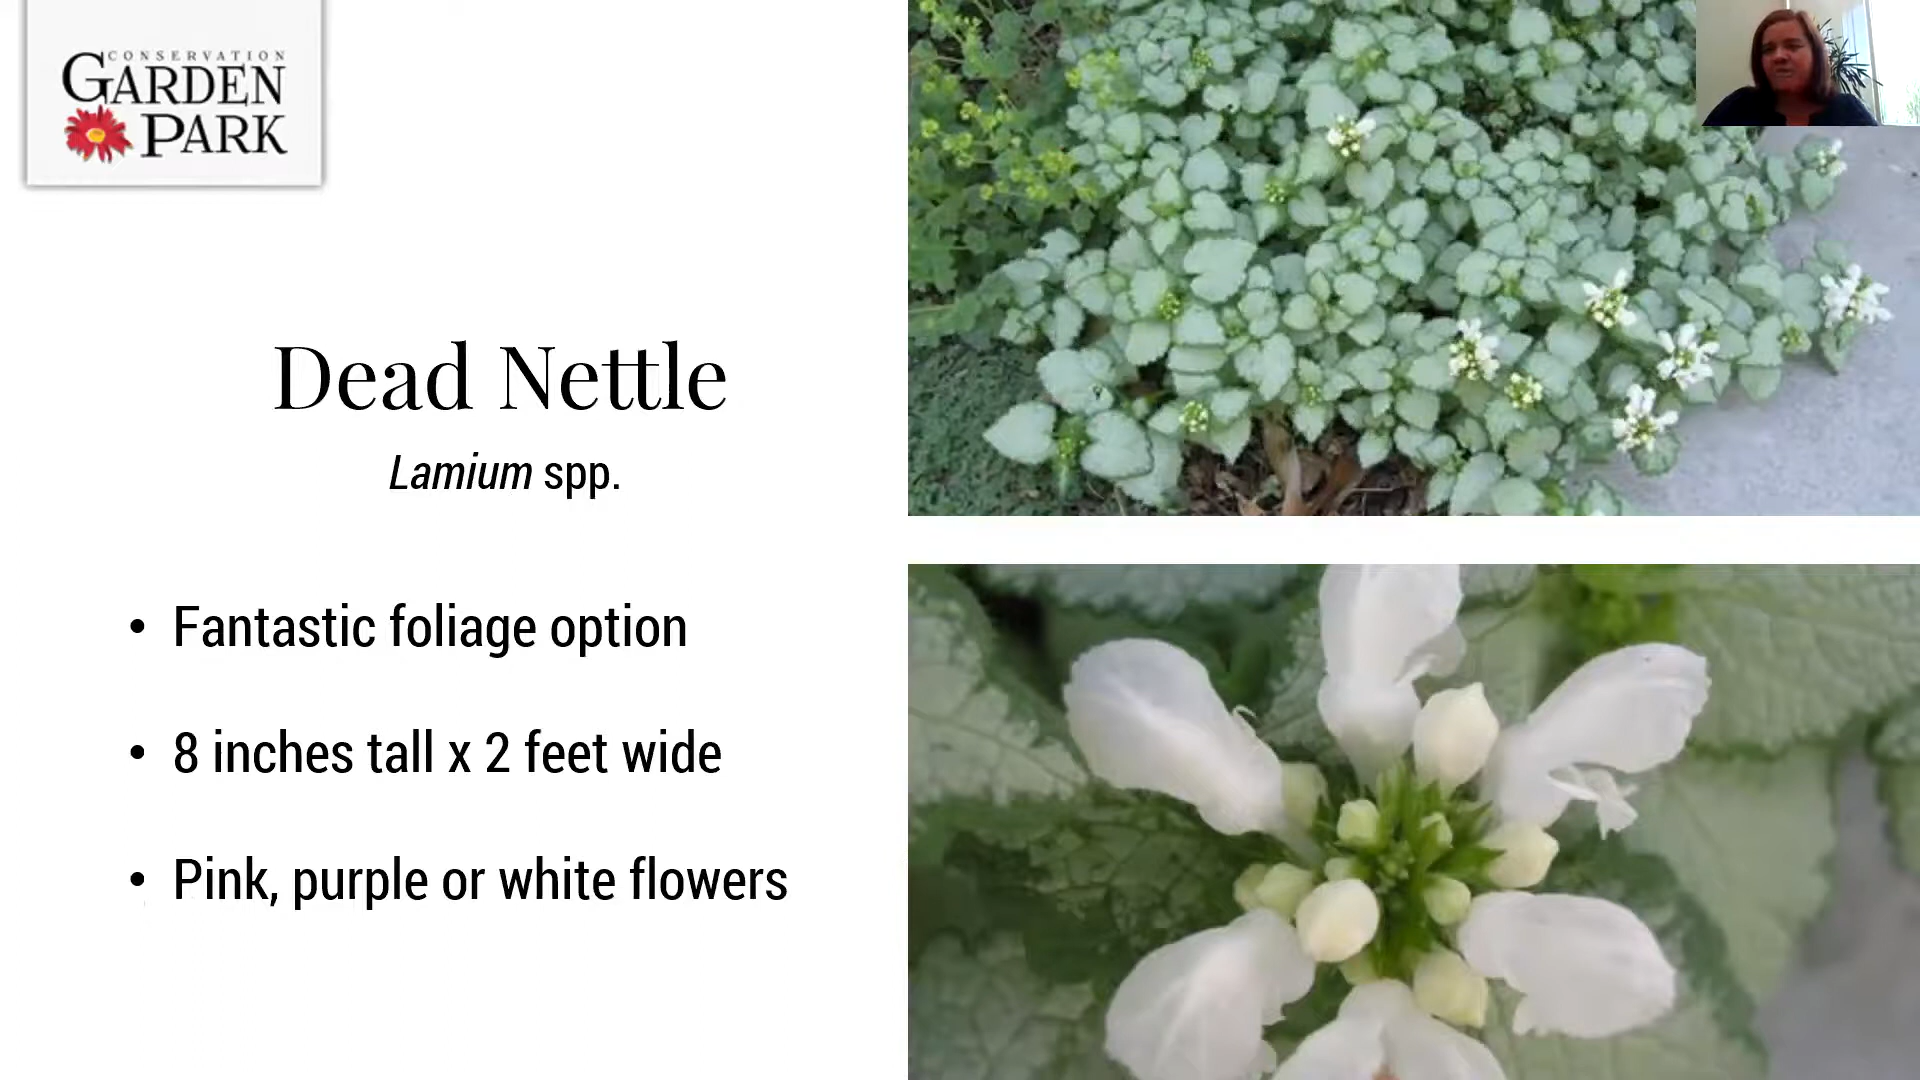 CONSERVATION
GARDEN
PARK
Dead Nettle
Lamium spp.
• Fantastic foliage option
• 8 inches tall x 2 feet wide
• Pink, purple or white flowers